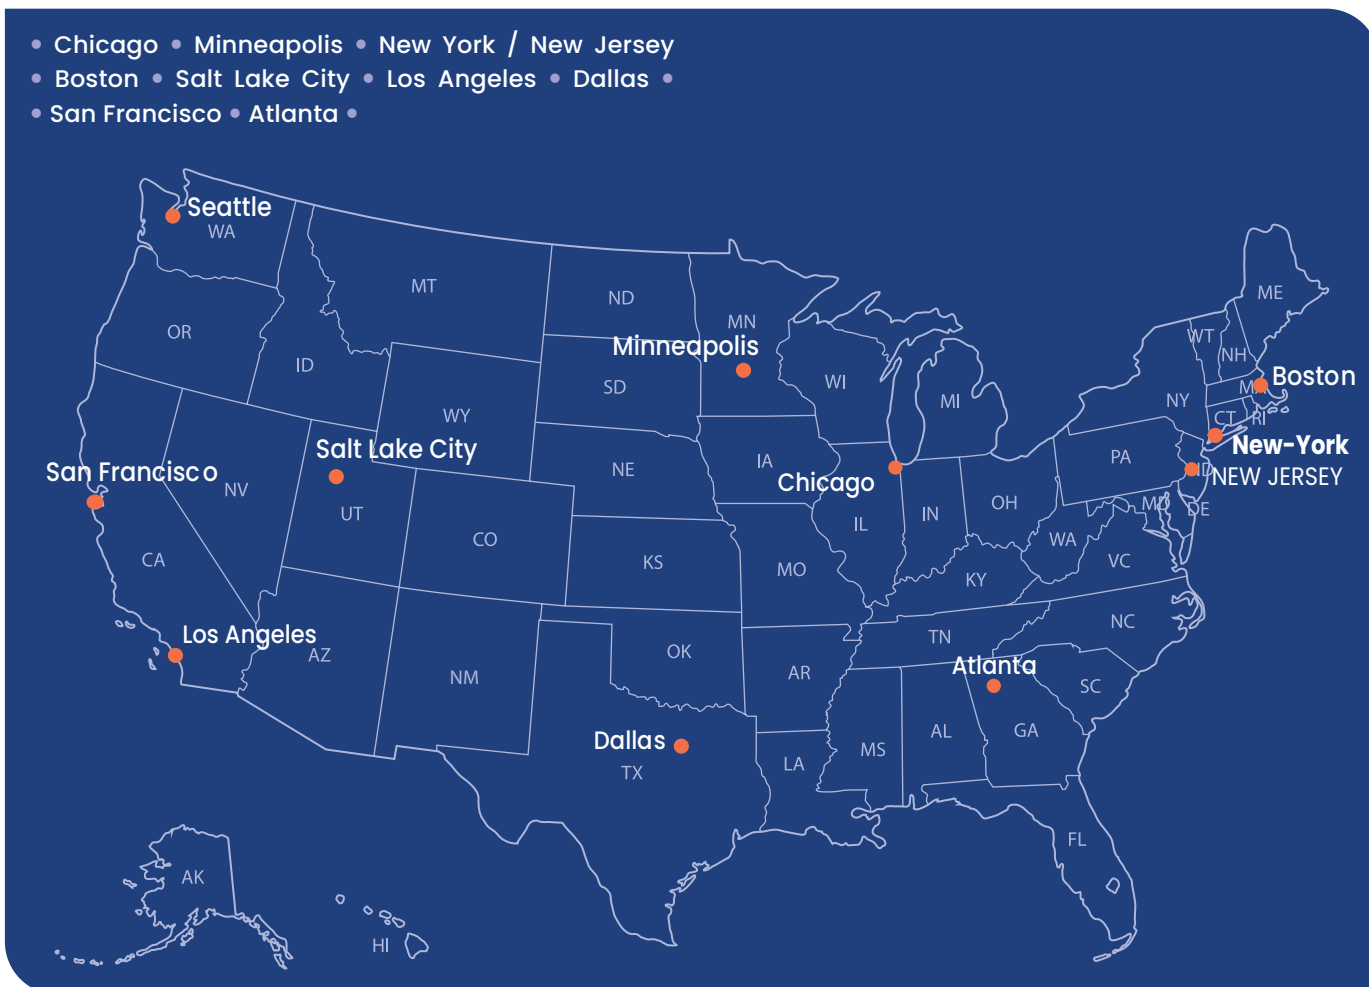 • Chicago • Minneapolis • New York / New Jersey
• Boston • Salt Lake City • Los Angeles • Dallas •
• San Francisco • Atlanta •
Seattle
WA
MT
ND
MN
ME
OR
WT
NH
Minneapolis
ID
SD
WI
MI
Boston
MA
NY
CT
RI
WY
Salt Lake City
New-York
San Francisco
NE
IA
PA
NEW JERSEY
Chicago
NV
UT
IL
IN
OH
MD
DE
CO
WA
CA
KS
MO
KY
VC
NC
Los Angeles
AZ
OK
TN
Atlanta
NM
AR
SC
Dallas
GA
AL
TX
LA
MS
FL
AK
HI